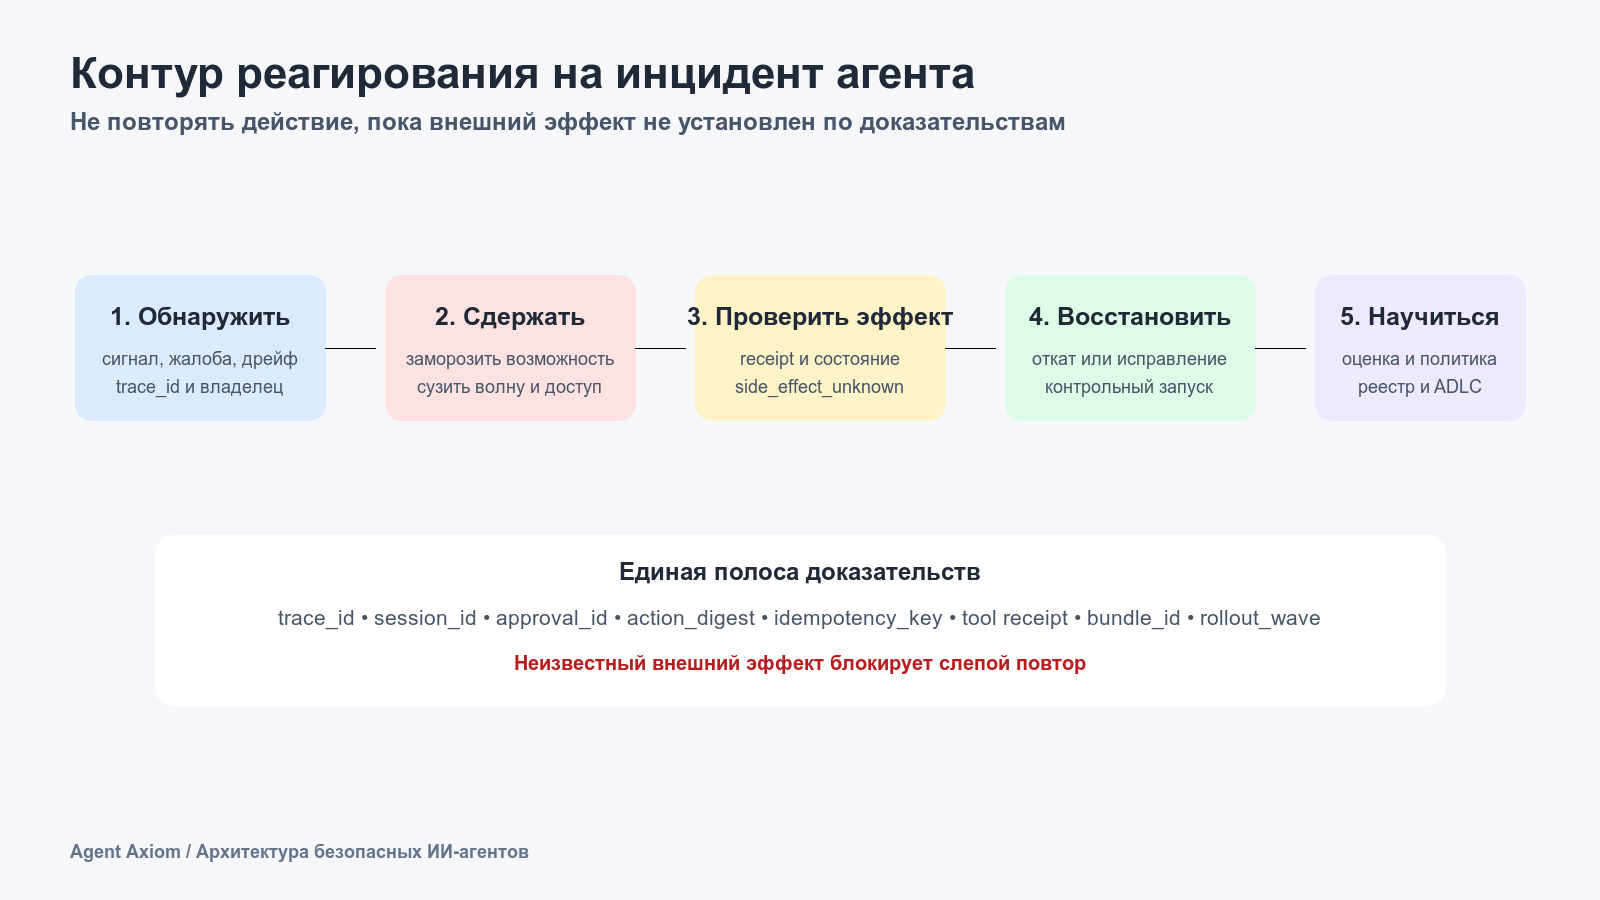 Контур реагирования на инцидент агента
Не повторять действие, пока внешний эффект не установлен по доказательствам
1. Обнаружить
сигнал, жалоба, дрейф
trace_id и владелец
2. Сдержать
заморозить возможность
сузить волну и доступ
3. Проверить эффект
receipt и состояние
side_effect_unknown
4. Восстановить
откат или исправление
контрольный запуск
5. Научиться
оценка и политика
реестр и ADLC
Единая полоса доказательств
trace_id • session_id • approval_id • action_digest • idempotency_key • tool receipt • bundle_id • rollout_wave
Неизвестный внешний эффект блокирует слепой повтор
Agent Axiom / Архитектура безопасных ИИ-агентов